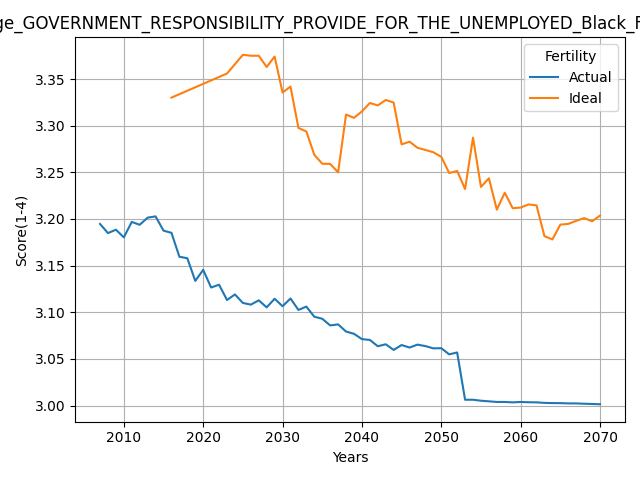 ge_GOVERNMENT_RESPONSIBILITY_PROVIDE_FOR_THE_UNEMPLOYED_Black_F
Fertility
Actual
Ideal
Score(1-4)
3.35
3.30
3.25
3.20
3.15
3.10
3.05
3.00
2010 2020 2030 2040 2050 2060 2070
Years